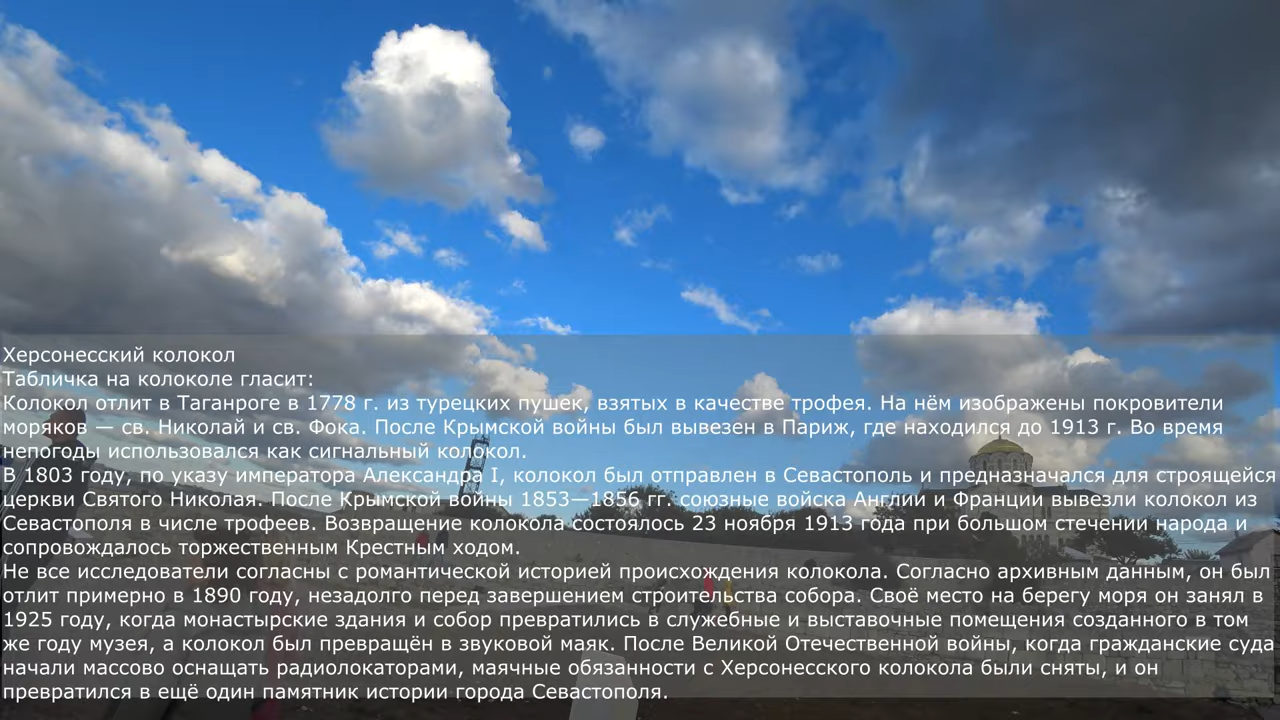 Херсонесский колокол
Табличка на колоколе гласит:
Колокол отлит в Таганроге в 1778 г. из турецких пушек, взятых в качестве трофея. На нём изображены покровители
моряков — св. Николай и св. Фока. После Крымской войны был вывезен в Париж, где находился до 1913 г. Во время
непогоды использовался как сигнальный колокол.
В 1803 году, по указу императора Александра I, колокол был отправлен в Севастополь и предназначался для строящейся
церкви Святого Николая. После Крымской войны 1853—1856 гг. союзные войска Англии и Франции вывезли колокол из
Севастополя в числе трофеев. Возвращение колокола состоялось 23 ноября 1913 года при большом стечении народа и
сопровождалось торжественным Крестным ходом.
Не все исследователи согласны с романтической историей происхождения колокола. Согласно архивным данным, он был
отлит примерно в 1890 году, незадолго перед завершением строительства собора. Своё место на берегу моря он занял в
1925 году, когда монастырские здания и собор превратились в служебные и выставочные помещения созданного в том
же году музея, а колокол был превращён в звуковой маяк. После Великой Отечественной войны, когда гражданские суда
начали массово оснащать радиолокаторами, маячные обязанности с Херсонесского колокола были сняты, и он
превратился в ещё один памятник истории города Севастополя.